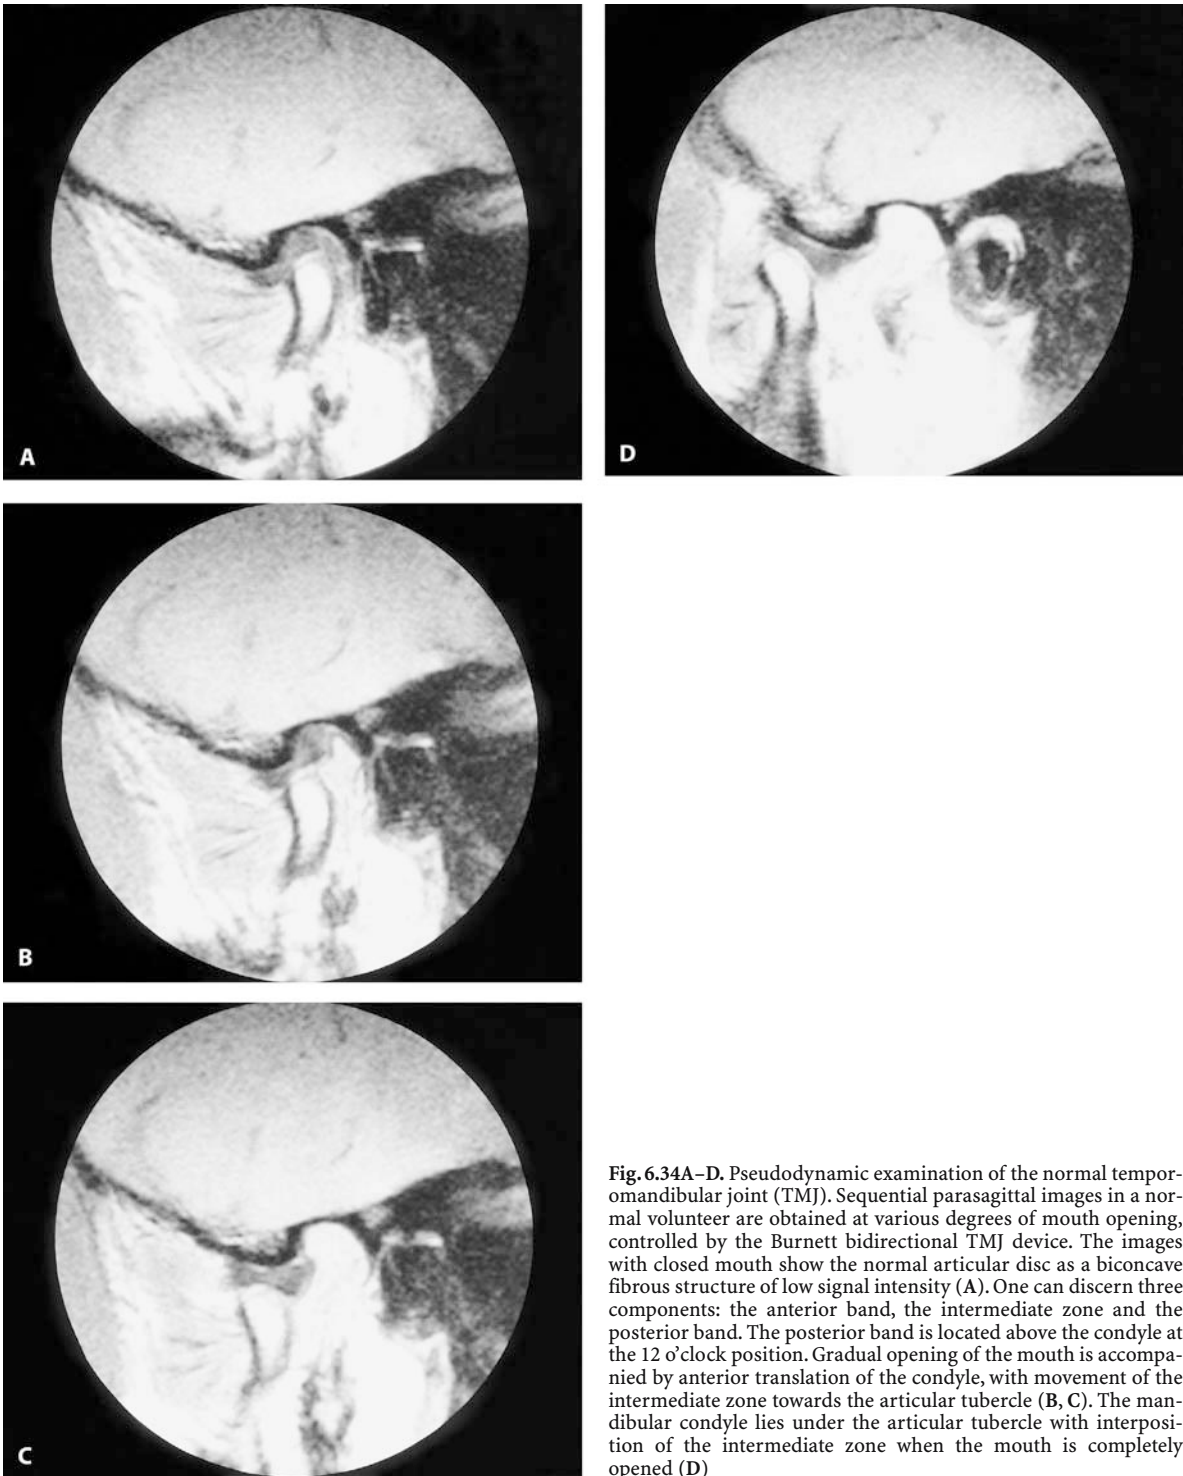 A
D
B
C
Fig. 6.34A–D. Pseudodynamic examination of the normal tempor-
omandibular joint (TMJ). Sequential parasagittal images in a nor-
mal volunteer are obtained at various degrees of mouth opening,
controlled by the Burnett bidirectional TMJ device. The images
with closed mouth show the normal articular disc as a biconcave
fibrous structure of low signal intensity (A). One can discern three
components: the anterior band, the intermediate zone and the
posterior band. The posterior band is located above the condyle at
the 12 o'clock position. Gradual opening of the mouth is accompa-
nied by anterior translation of the condyle, with movement of the
intermediate zone towards the articular tubercle (B, C). The man-
dibular condyle lies under the articular tubercle with interposi-
tion of the intermediate zone when the mouth is completely
opened (D)